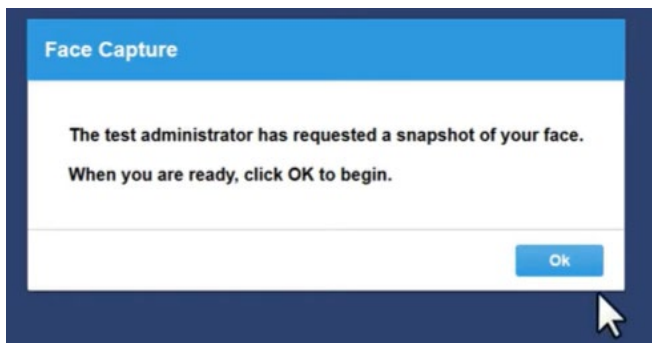 Face Capture
The test administrator has requested a snapshot of your face.
When you are ready, click OK to begin.
Ok